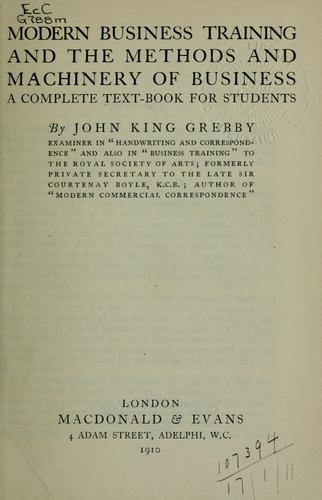 EcC
G788m
MODERN BUSINESS TRAINING
AND THE METHODS AND
MACHINERY OF BUSINESS
A COMPLETE TEXT-BOOK FOR STUDENTS
By JOHN KING GREBBY
EXAMINER IN "HANDWRITING AND CORRESPOND-
ENCE" AND ALSO IN "BUSINESS TRAINING" TO
THE ROYAL SOCIETY OF ARTS; FORMERLY
PRIVATE SECRETARY TO THE LATE SIR
COURTENAY BOYLE, K.C.B.; AUTHOR OF
"MODERN COMMERCIAL CORRESPONDENCE"
LONDON
MACDONALD & EVANS
4 ADAM STREET, ADELPHI, W.C.
1910
107394
17/1/11